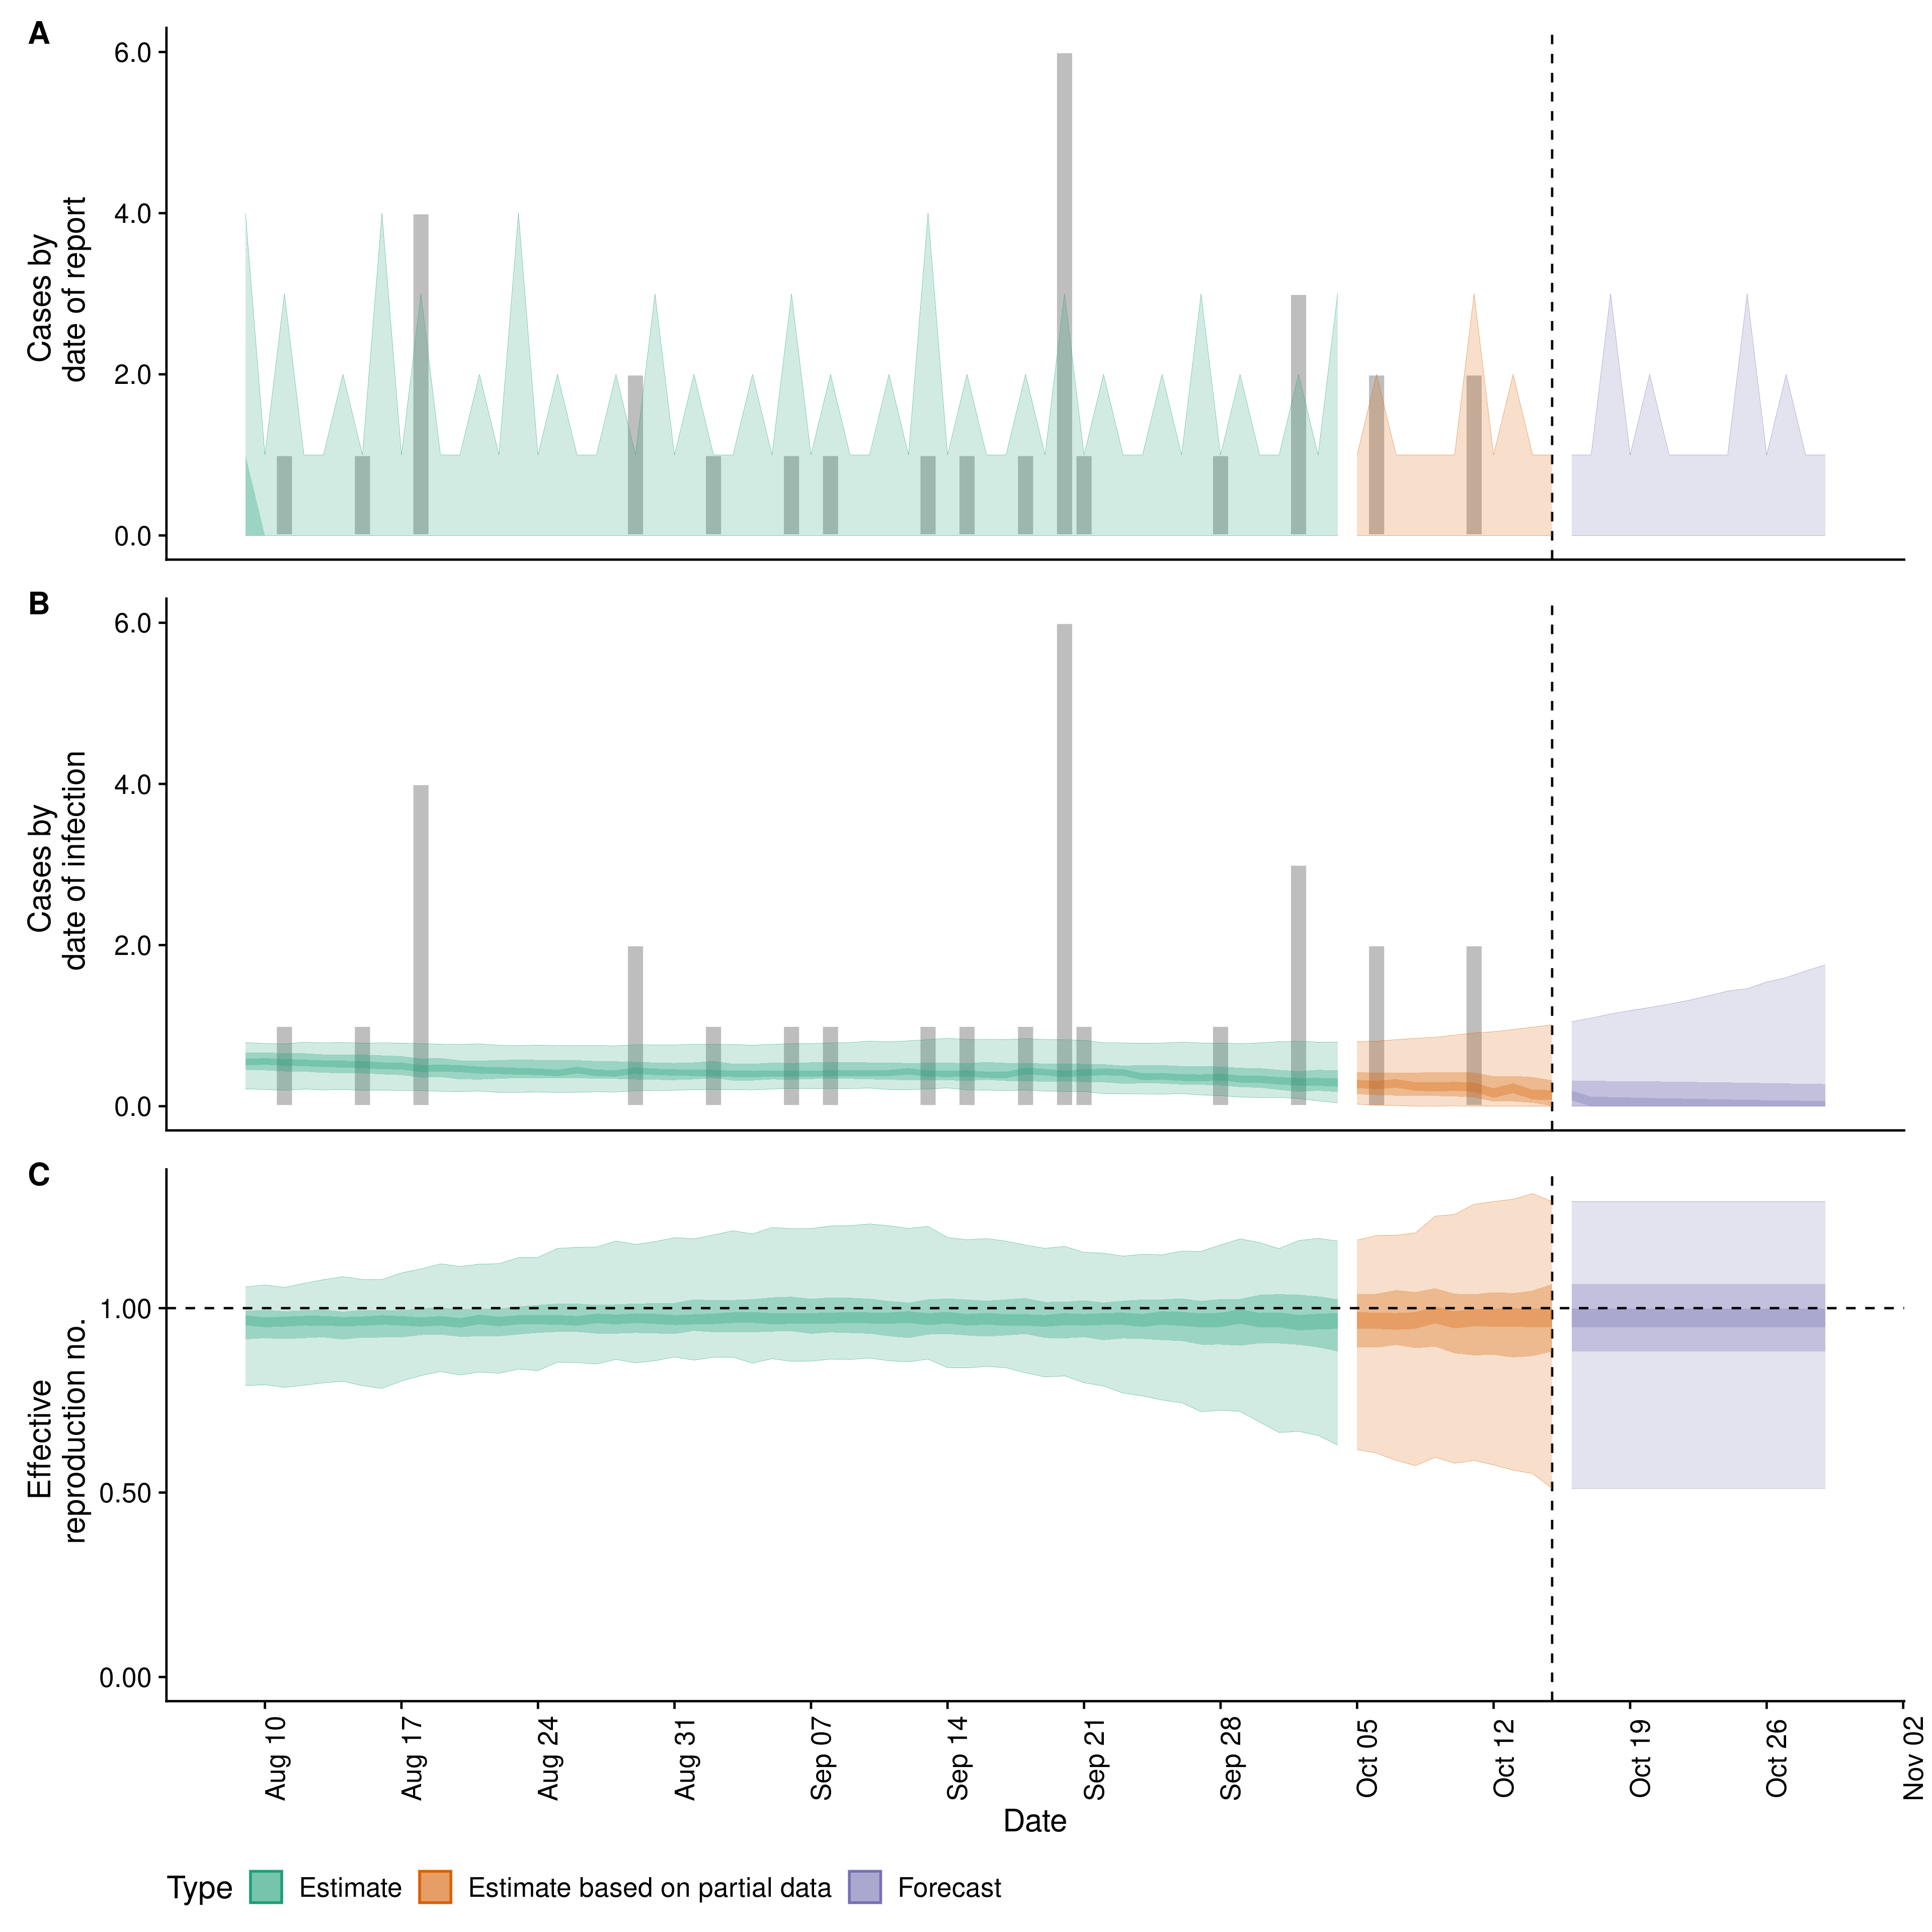 A
Cases by
date of report
6.0
4.0
2.0
0.0
B
Cases by
date of infection
6.0
4.0
2.0
0.0
C
Effective
reproduction no.
1.00
0.50
0.00
Aug 10
Aug 17
Aug 24
Aug 31
Sep 07
Sep 14
Sep 21
Sep 28
Oct 05
Oct 12
Oct 19
Oct 26
Nov 02
Date
Type Estimate Estimate based on partial data Forecast